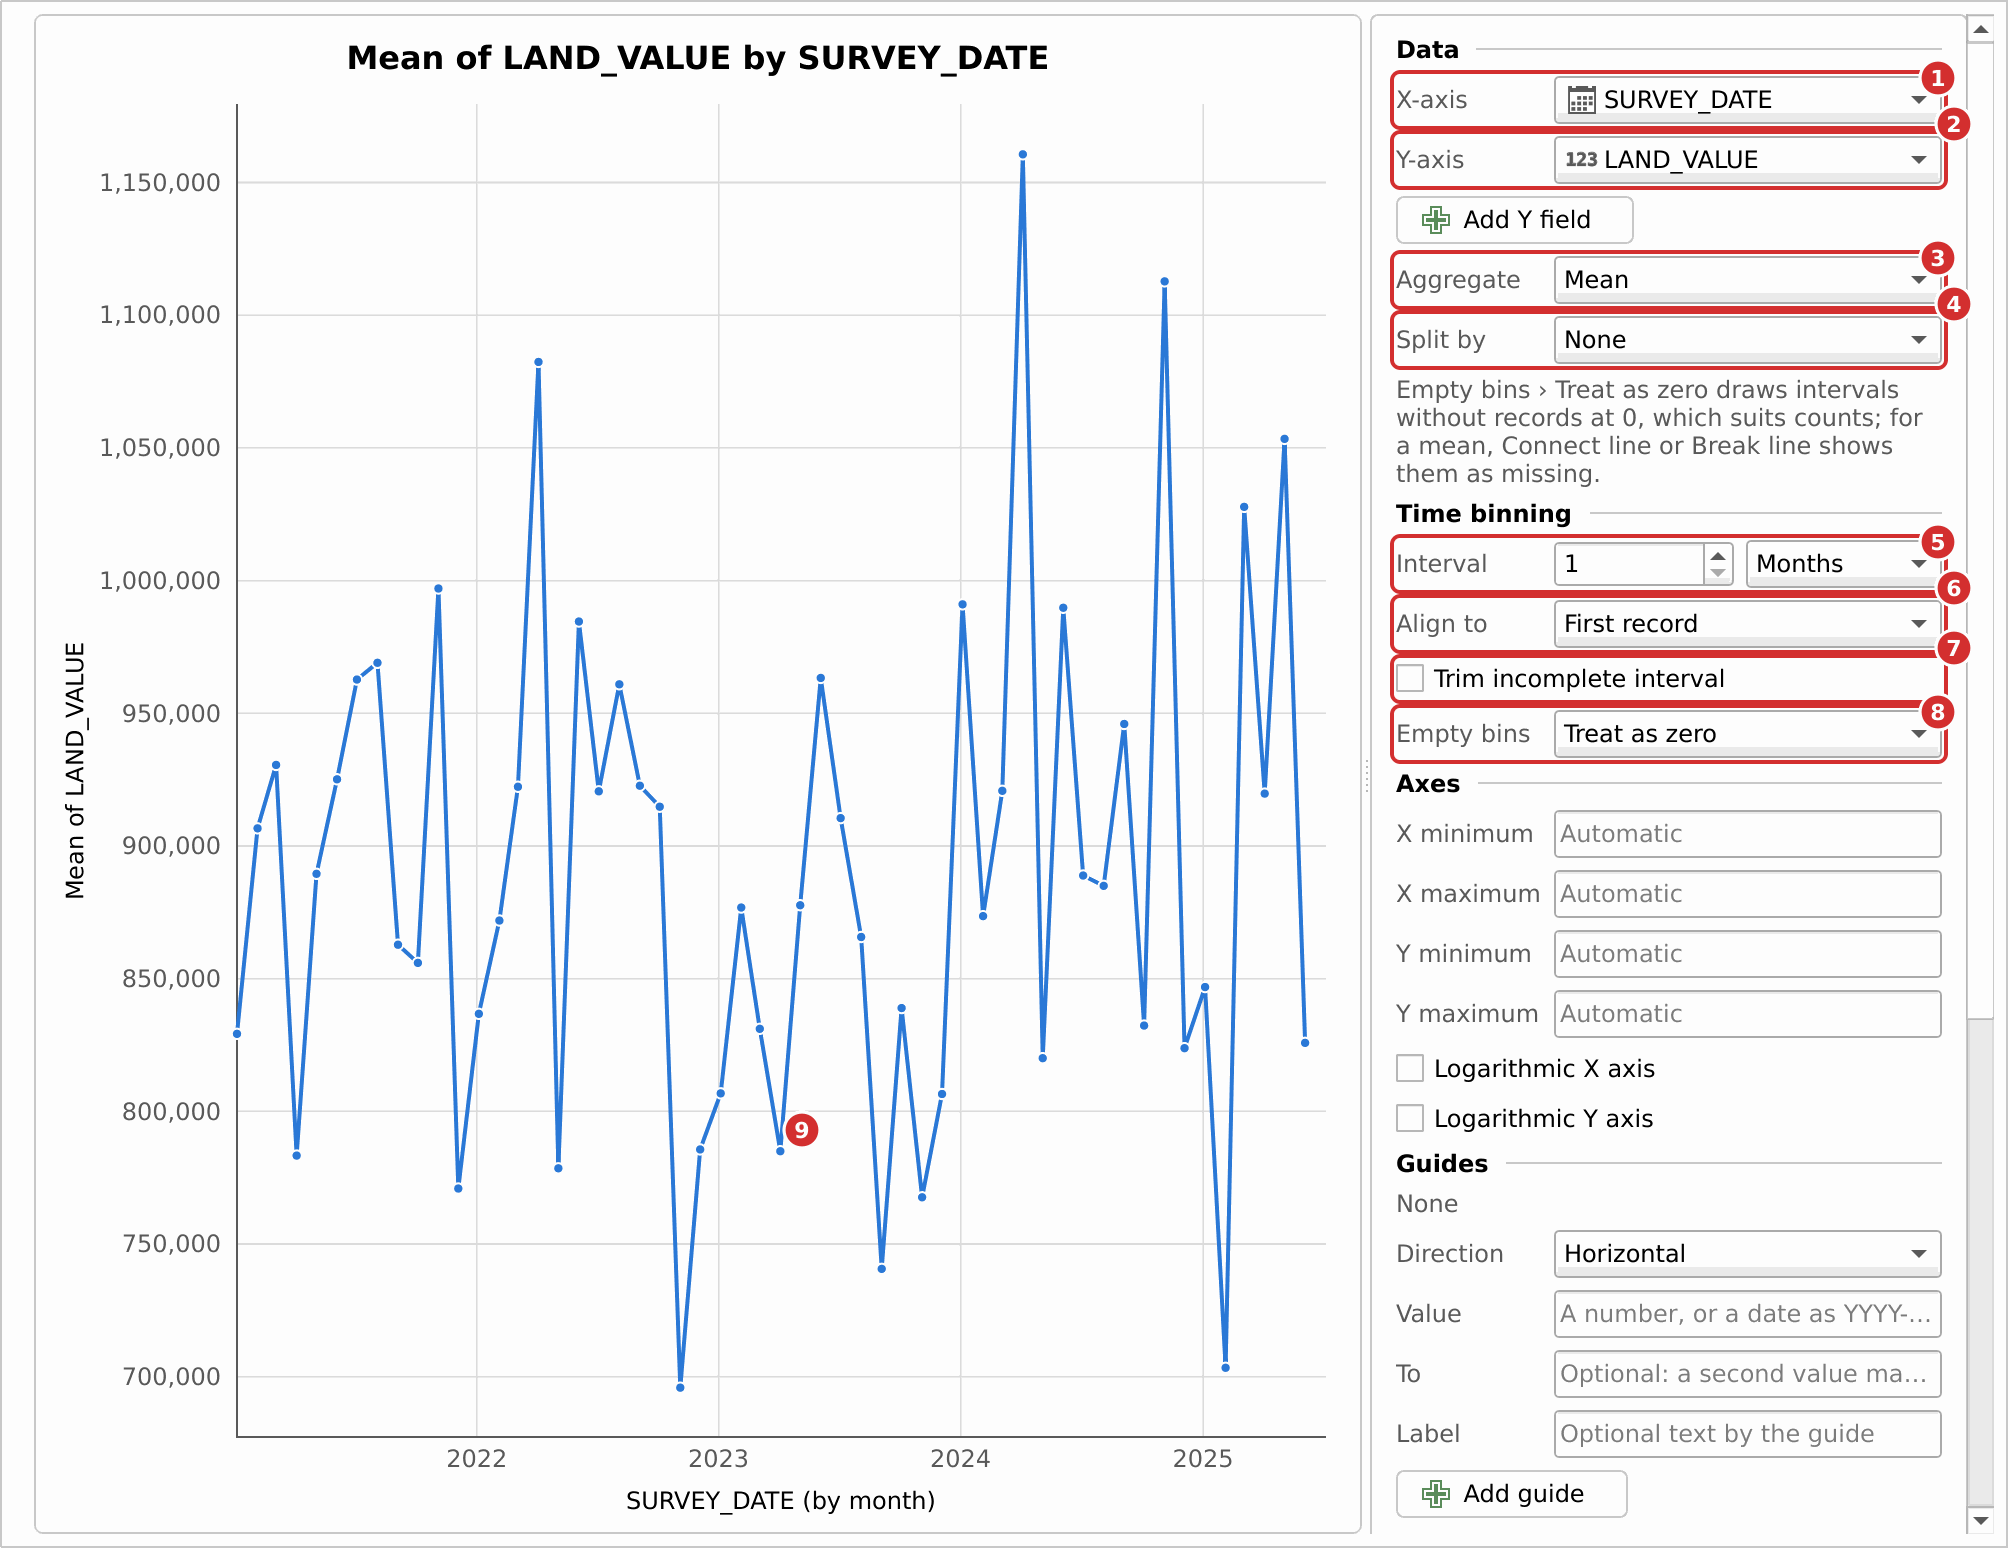 Mean of LAND_VALUE by SURVEY_DATE
1,150,000
1,100,000
1,050,000
1,000,000
950,000
900,000
850,000
800,000
750,000
700,000
Mean of LAND_VALUE
9
2022 2023 2024 2025
SURVEY_DATE (by month)
Data
1
X-axis SURVEY_DATE
2
Y-axis 123 LAND_VALUE
Add Y field
3
Aggregate Mean
4
Split by None
Empty bins › Treat as zero draws intervals
without records at 0, which suits counts; for
a mean, Connect line or Break line shows
them as missing.
Time binning
5
Interval 1 Months
6
Align to First record
7
Trim incomplete interval
8
Empty bins Treat as zero
Axes
X minimum Automatic
X maximum Automatic
Y minimum Automatic
Y maximum Automatic
Logarithmic X axis
Logarithmic Y axis
Guides
None
Direction Horizontal
Value A number, or a date as YYYY-...
To Optional: a second value ma...
Label Optional text by the guide
Add guide